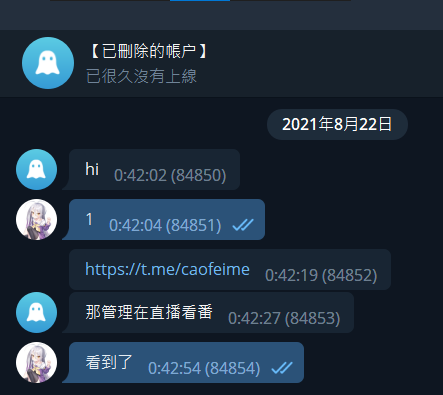 【已刪除的帳户】
已很久沒有上線
2021年8月22日
hi 0:42:02 (84850)
1 0:42:04 (84851)
https://t.me/caofeime 0:42:19 (84852)
那管理在直播看番 0:42:27 (84853)
看到了 0:42:54 (84854)